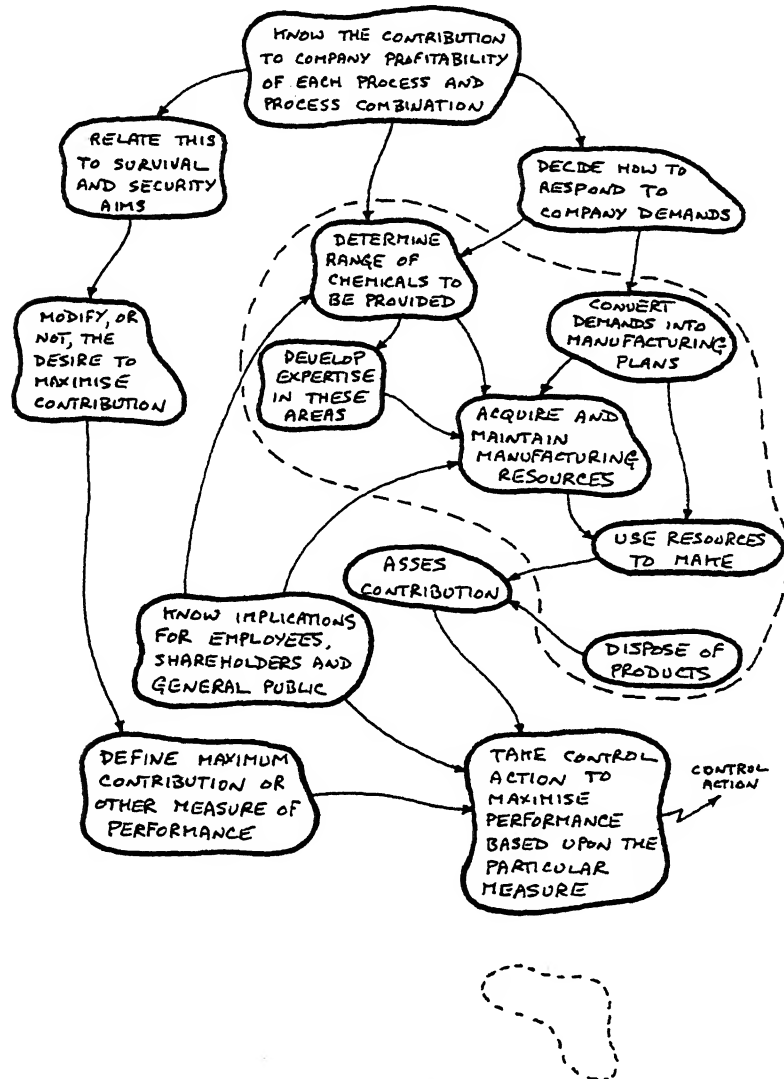 KNOW THE CONTRIBUTION
TO COMPANY PROFITABILITY
OF EACH PROCESS AND
PROCESS COMBINATION
RELATE THIS
TO SURVIVAL
AND SECURITY
AIMS
DECIDE HOW TO
RESPOND TO
COMPANY DEMANDS
DETERMINE
RANGE OF
CHEMICALS TO
BE PROVIDED
MODIFY, OR
NOT, THE
DESIRE TO
MAXIMISE
CONTRIBUTION
CONVERT
DEMANDS INTO
MANUFACTURING
PLANS
DEVELOP
EXPERTISE
IN THESE
AREAS
ACQUIRE AND
MAINTAIN
MANUFACTURING
RESOURCES
USE RESOURCES
TO MAKE
ASSES
CONTRIBUTION
KNOW IMPLICATIONS
FOR EMPLOYEES,
SHAREHOLDERS AND
GENERAL PUBLIC
DISPOSE OF
PRODUCTS
DEFINE MAXIMUM
CONTRIBUTION OR
OTHER MEASURE OF
PERFORMANCE
TAKE CONTROL
ACTION TO
MAXIMISE
PERFORMANCE
BASED UPON THE
PARTICULAR
MEASURE
CONTROL
ACTION